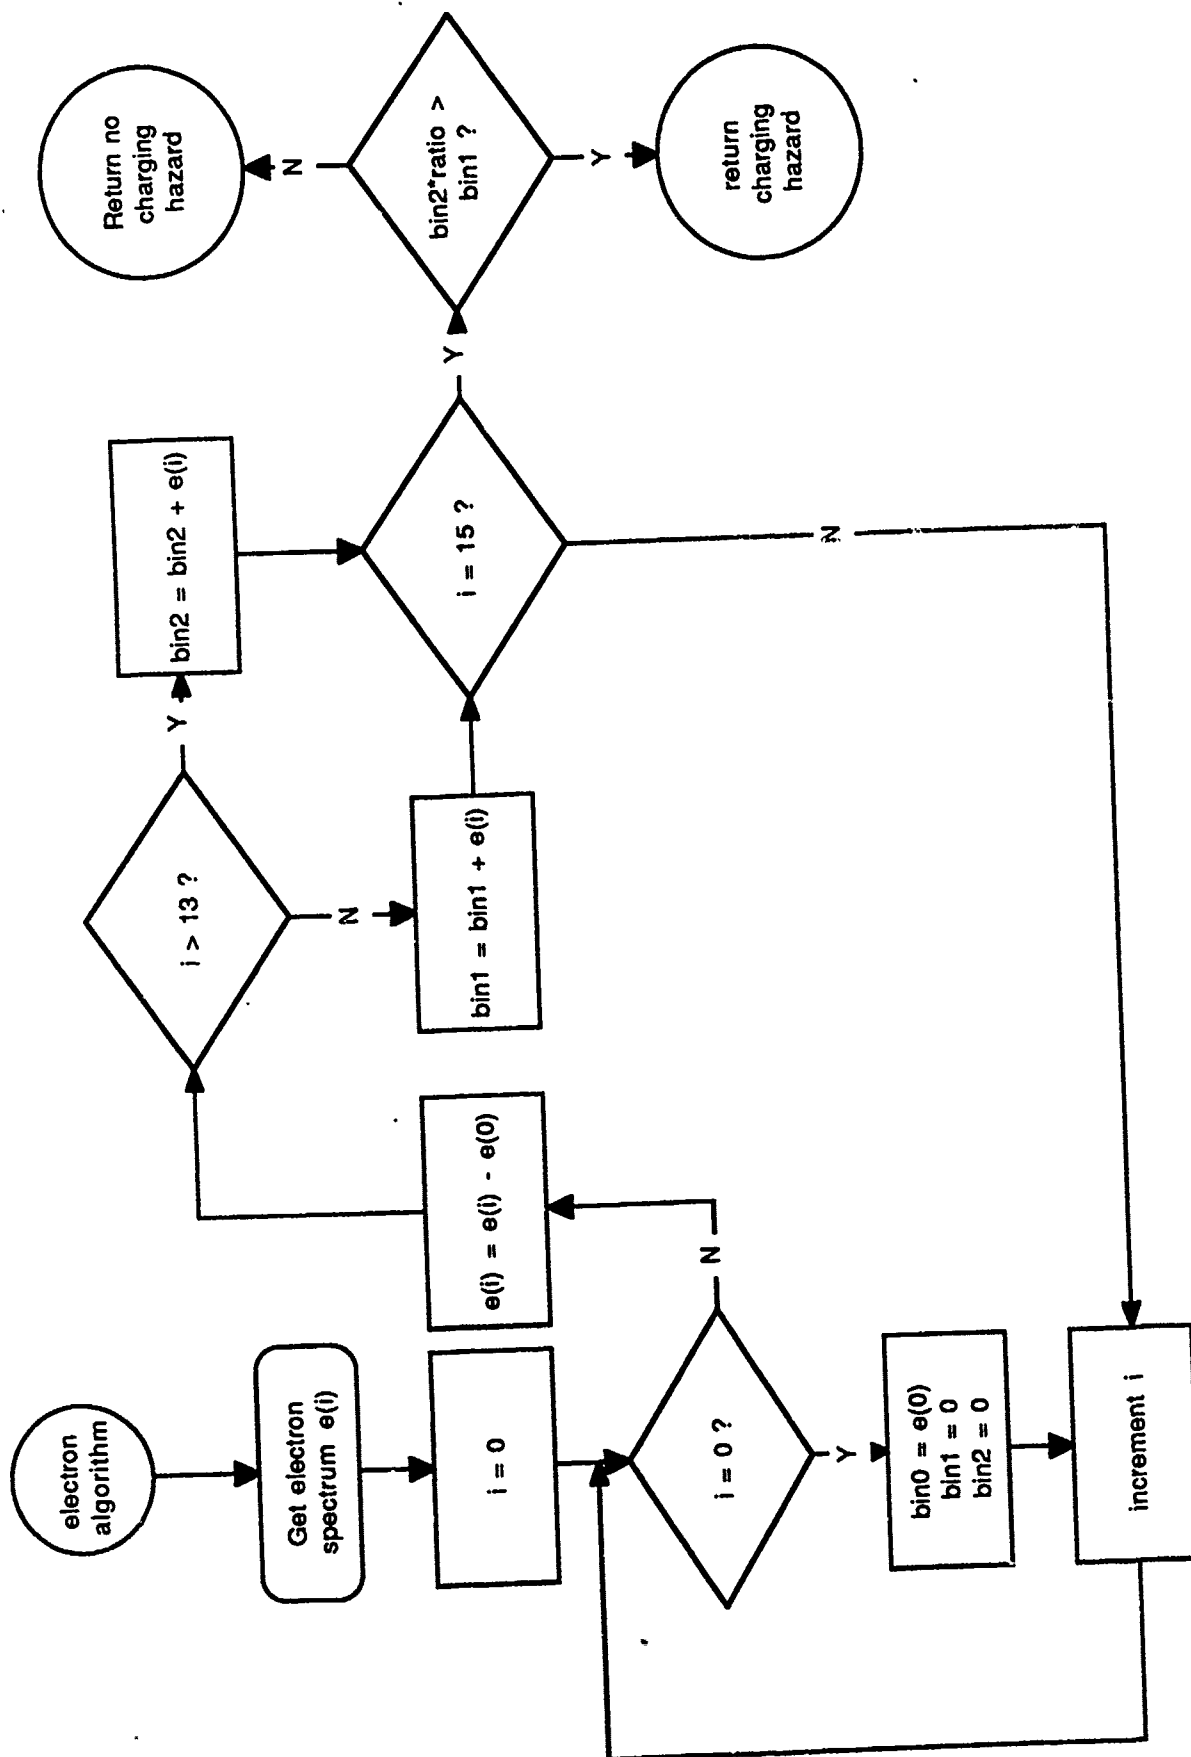 electron
algorithm
Get electron
spectrum e(i)
i = 0
i = 0 ?
Y
bin0 = e(0)
bin1 = 0
bin2 = 0
increment i
N
e(i) = e(i) - e(0)
i > 13 ?
Y
bin2 = bin2 + e(i)
N
bin1 = bin1 + e(i)
i = 15 ?
N
Y
bin2*ratio >
bin1 ?
N
Return no
charging
hazard
Y
return
charging
hazard